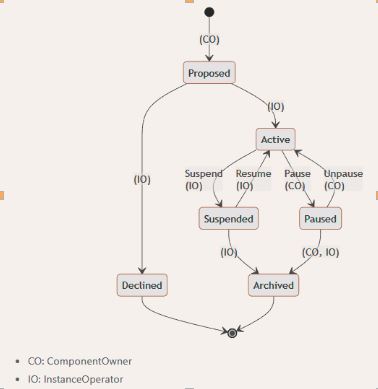 (CO)
Proposed
(IO)
Active
(IO)
Suspend Resume Pause Unpause
(IO) (IO) (CO) (CO)
Suspended Paused
(IO) (CO, IO)
Declined Archived
• CO: ComponentOwner
• IO: InstanceOperator